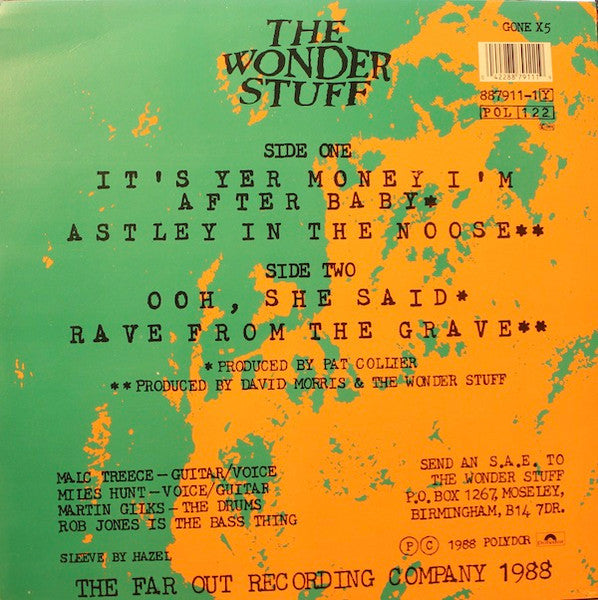 THE
WONDER
STUFF
GONE X5
42288 79111
887911-1 Y
POL 122
SIDE ONE
IT'S YER MONEY I'M
AFTER BABY*
ASTLEY IN THE NOOSE**
SIDE TWO
OOH, SHE SAID*
RAVE FROM THE GRAVE**
*PRODUCED BY PAT COLLIER
**PRODUCED BY DAVID MORRIS & THE WONDER STUFF
MALC TREECE—GUITAR/VOICE
MILES HUNT—VOICE/GUITAR
MARTIN GILKS—THE DRUMS
ROB JONES IS THE BASS THING
SLEEVE BY HAZEL
SEND AN S.A.E. TO
THE WONDER STUFF
P.O. BOX 1267, MOSELEY,
BIRMINGHAM, B14 7DR.
Ⓟ Ⓒ 1988 POLYDOR
THE FAR OUT RECORDING COMPANY 1988